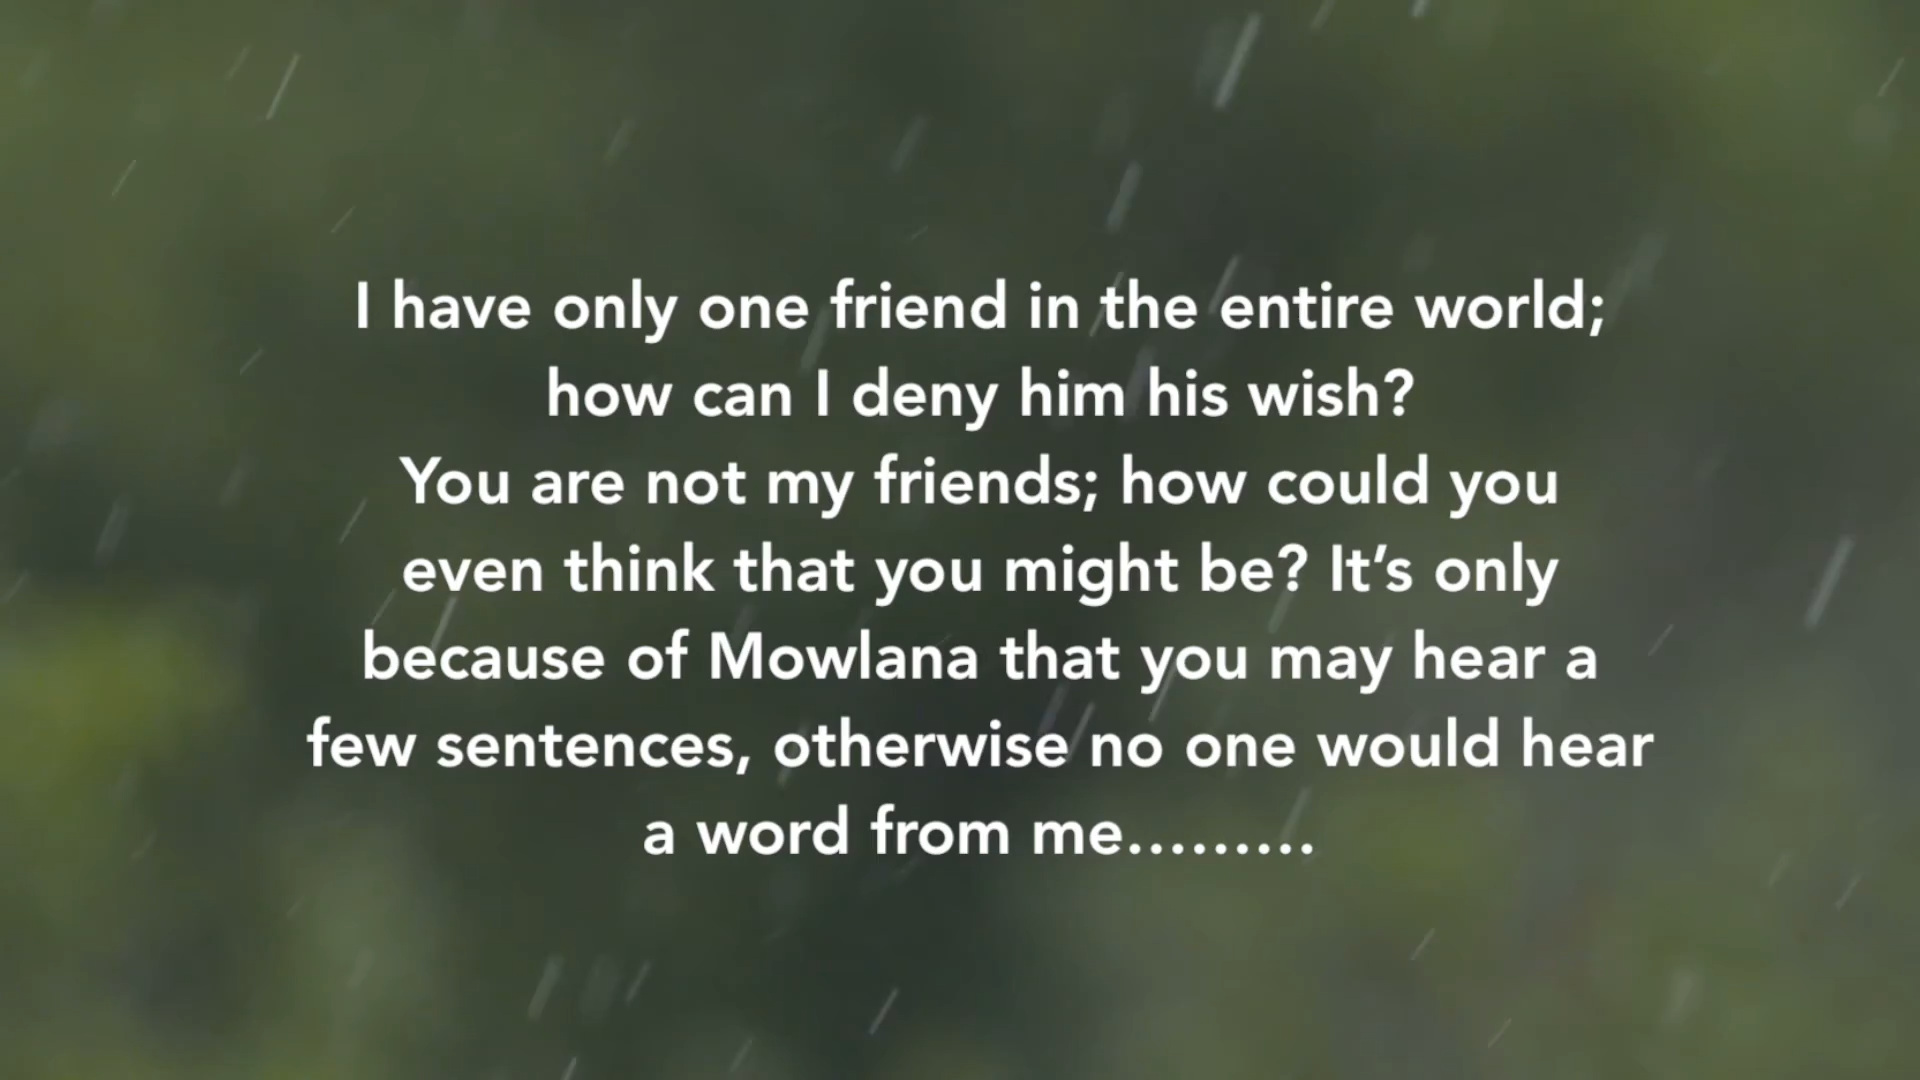 I have only one friend in the entire world;
how can I deny him his wish?
You are not my friends; how could you
even think that you might be? It’s only
because of Mowlana that you may hear a
few sentences, otherwise no one would hear
a word from me.........